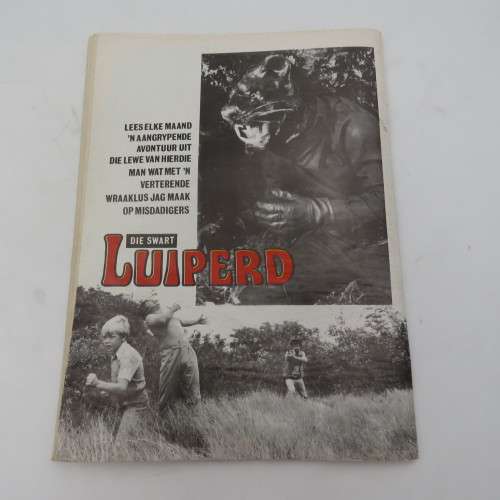 LEES ELKE MAAND
'N AANGRYPENDE
AVONTUUR UIT
DIE LEWE VAN HIERDIE
MAN WAT MET 'N
VERTERENDE
WRAAKLUS JAG MAAK
OP MISDADIGERS
DIE SWART
LUIPERD